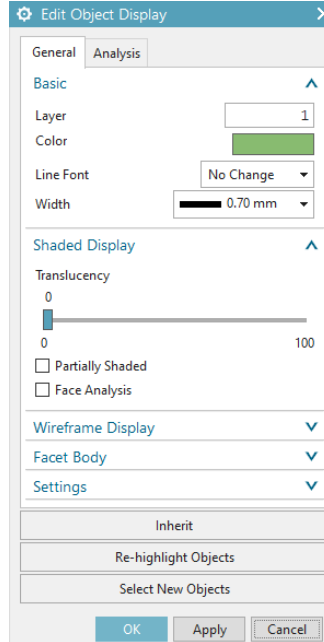 Edit Object Display
General Analysis
Basic
Layer 1
Color
Line Font No Change
Width 0.70 mm
Shaded Display
Translucency
0
0 100
Partially Shaded
Face Analysis
Wireframe Display
Facet Body
Settings
Inherit
Re-highlight Objects
Select New Objects
OK Apply Cancel